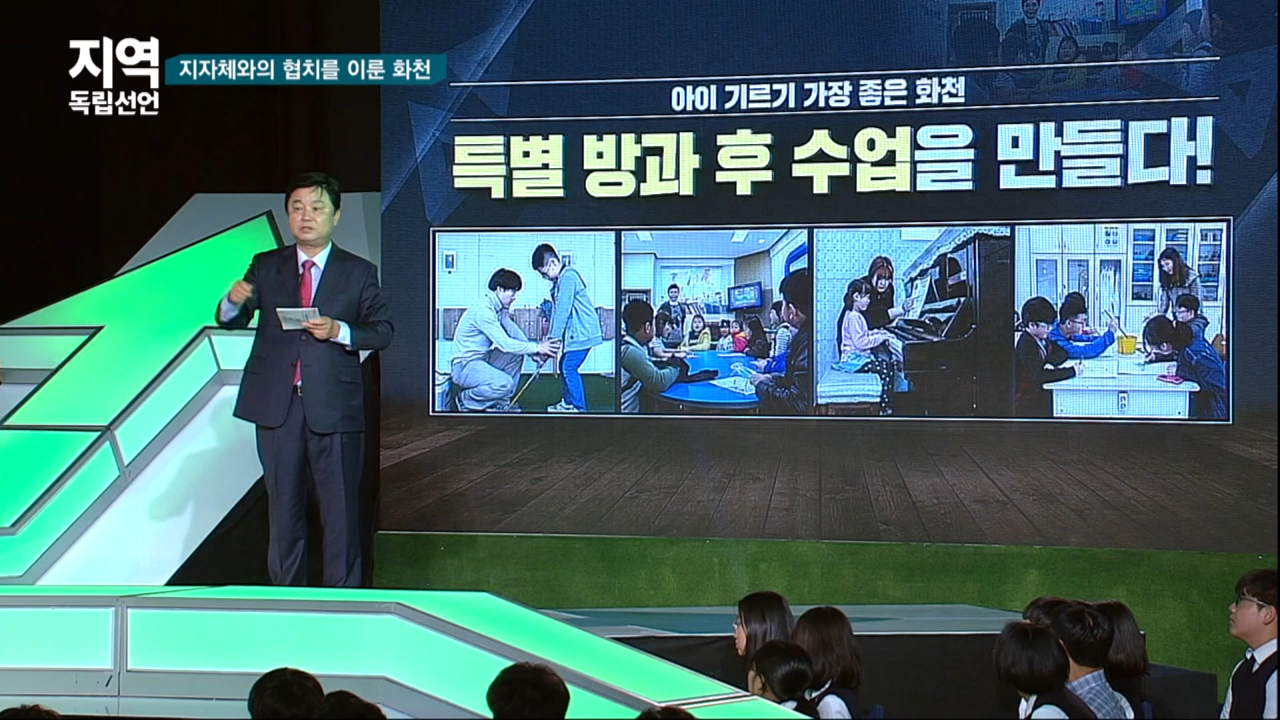 지역
독립선언
지자체와의 협치를 이룬 화천
아이 기르기 가장 좋은 화천
특별 방과 후 수업을 만들다!